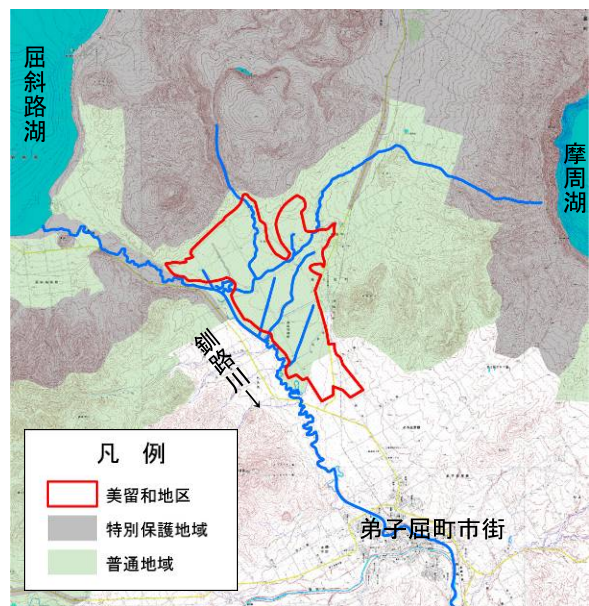 屈斜路湖
摩周湖
釧路川
→
弟子屈町市街
凡 例
美留和地区
特別保護地域
普通地域